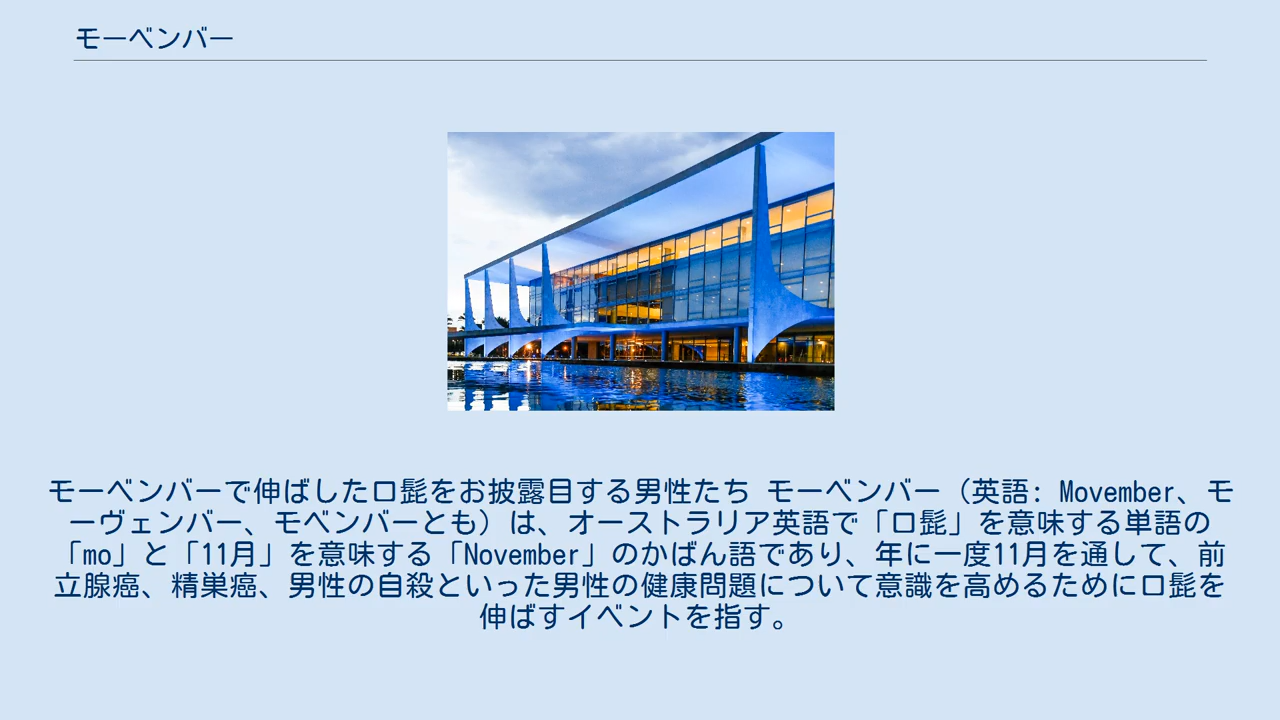 モーベンバー
モーベンバーで伸ばした口髭をお披露目する男性たち モーベンバー（英語: Movember、モ
ーヴェンバー、モベンバーとも）は、オーストラリア英語で「口髭」を意味する単語の
「mo」と「11月」を意味する「November」のかばん語であり、年に一度11月を通して、前
立腺癌、精巣癌、男性の自殺といった男性の健康問題について意識を高めるために口髭を
伸ばすイベントを指す。